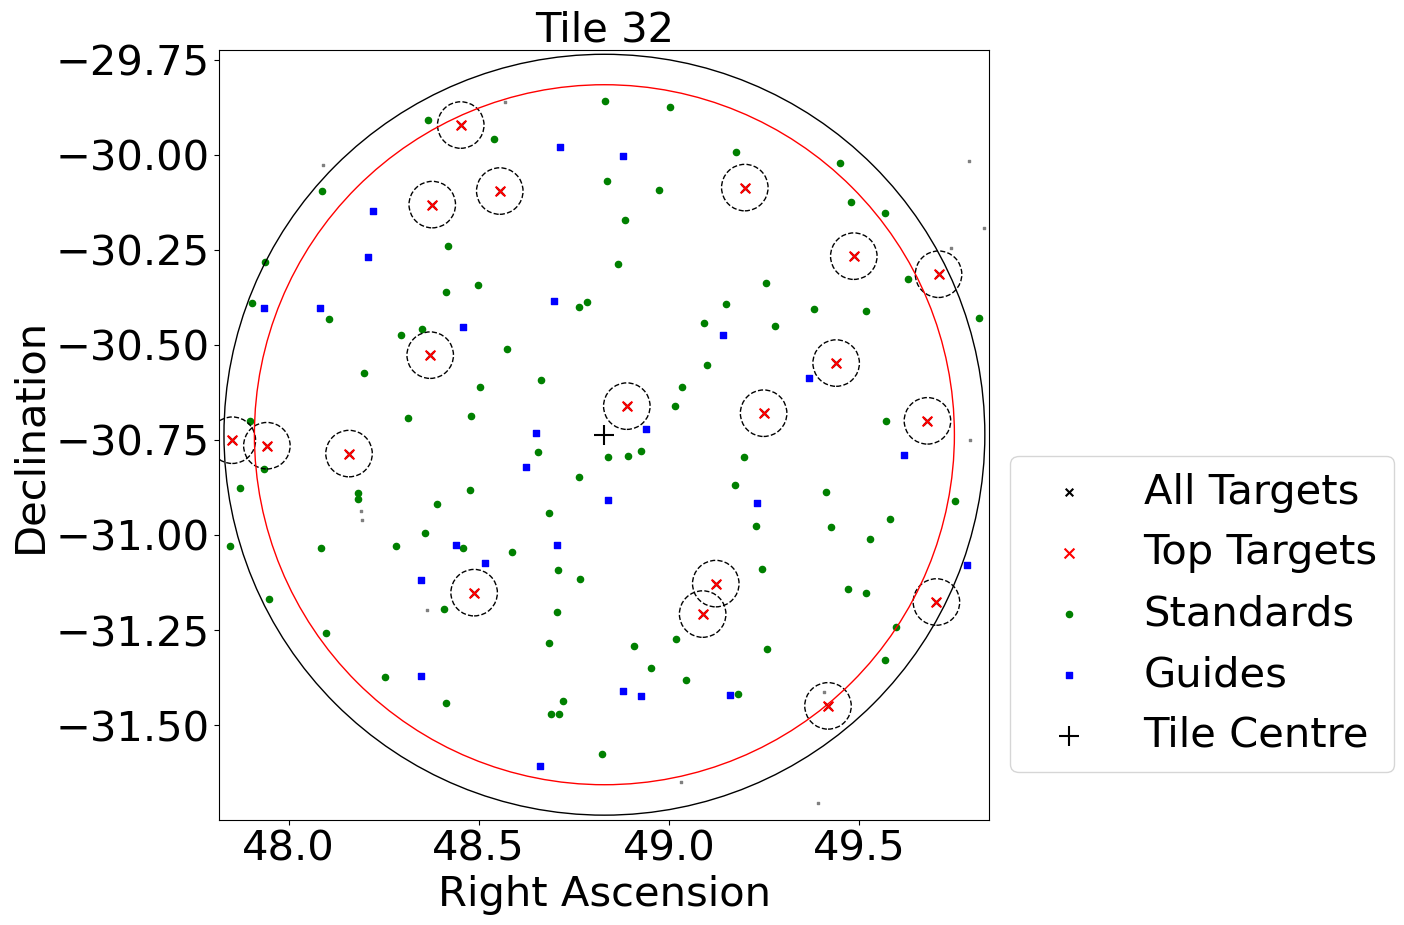 Tile 32
−29.75
−30.00
−30.25
−30.50
−30.75
−31.00
−31.25
−31.50
Declination
48.0 48.5 49.0 49.5
Right Ascension
All Targets
Top Targets
Standards
Guides
Tile Centre